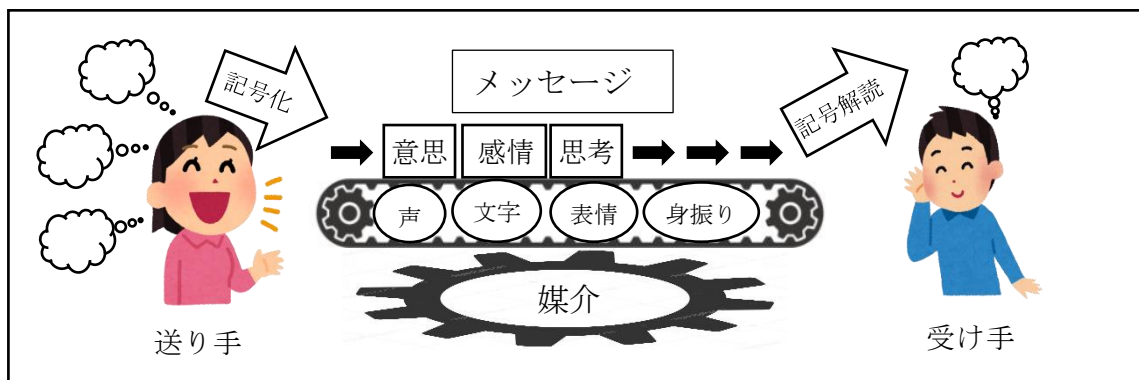 記号化
メッセージ
記号解読
意思 感情 思考
声 文字 表情 身振り
媒介
送り手
受け手